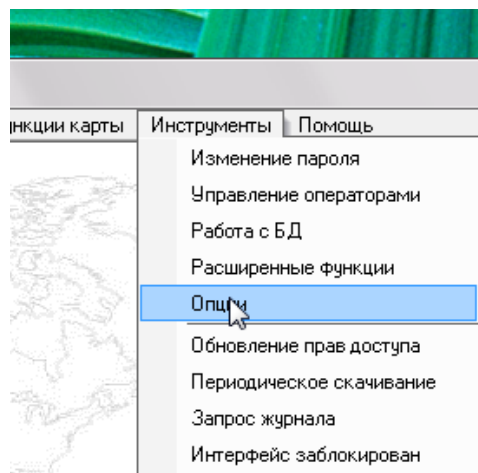 нкции карты Инструменты Помощь
Изменение пароля
Управление операторами
Работа с БД
Расширенные функции
Опции
Обновление прав доступа
Периодическое скачивание
Запрос журнала
Интерфейс заблокирован